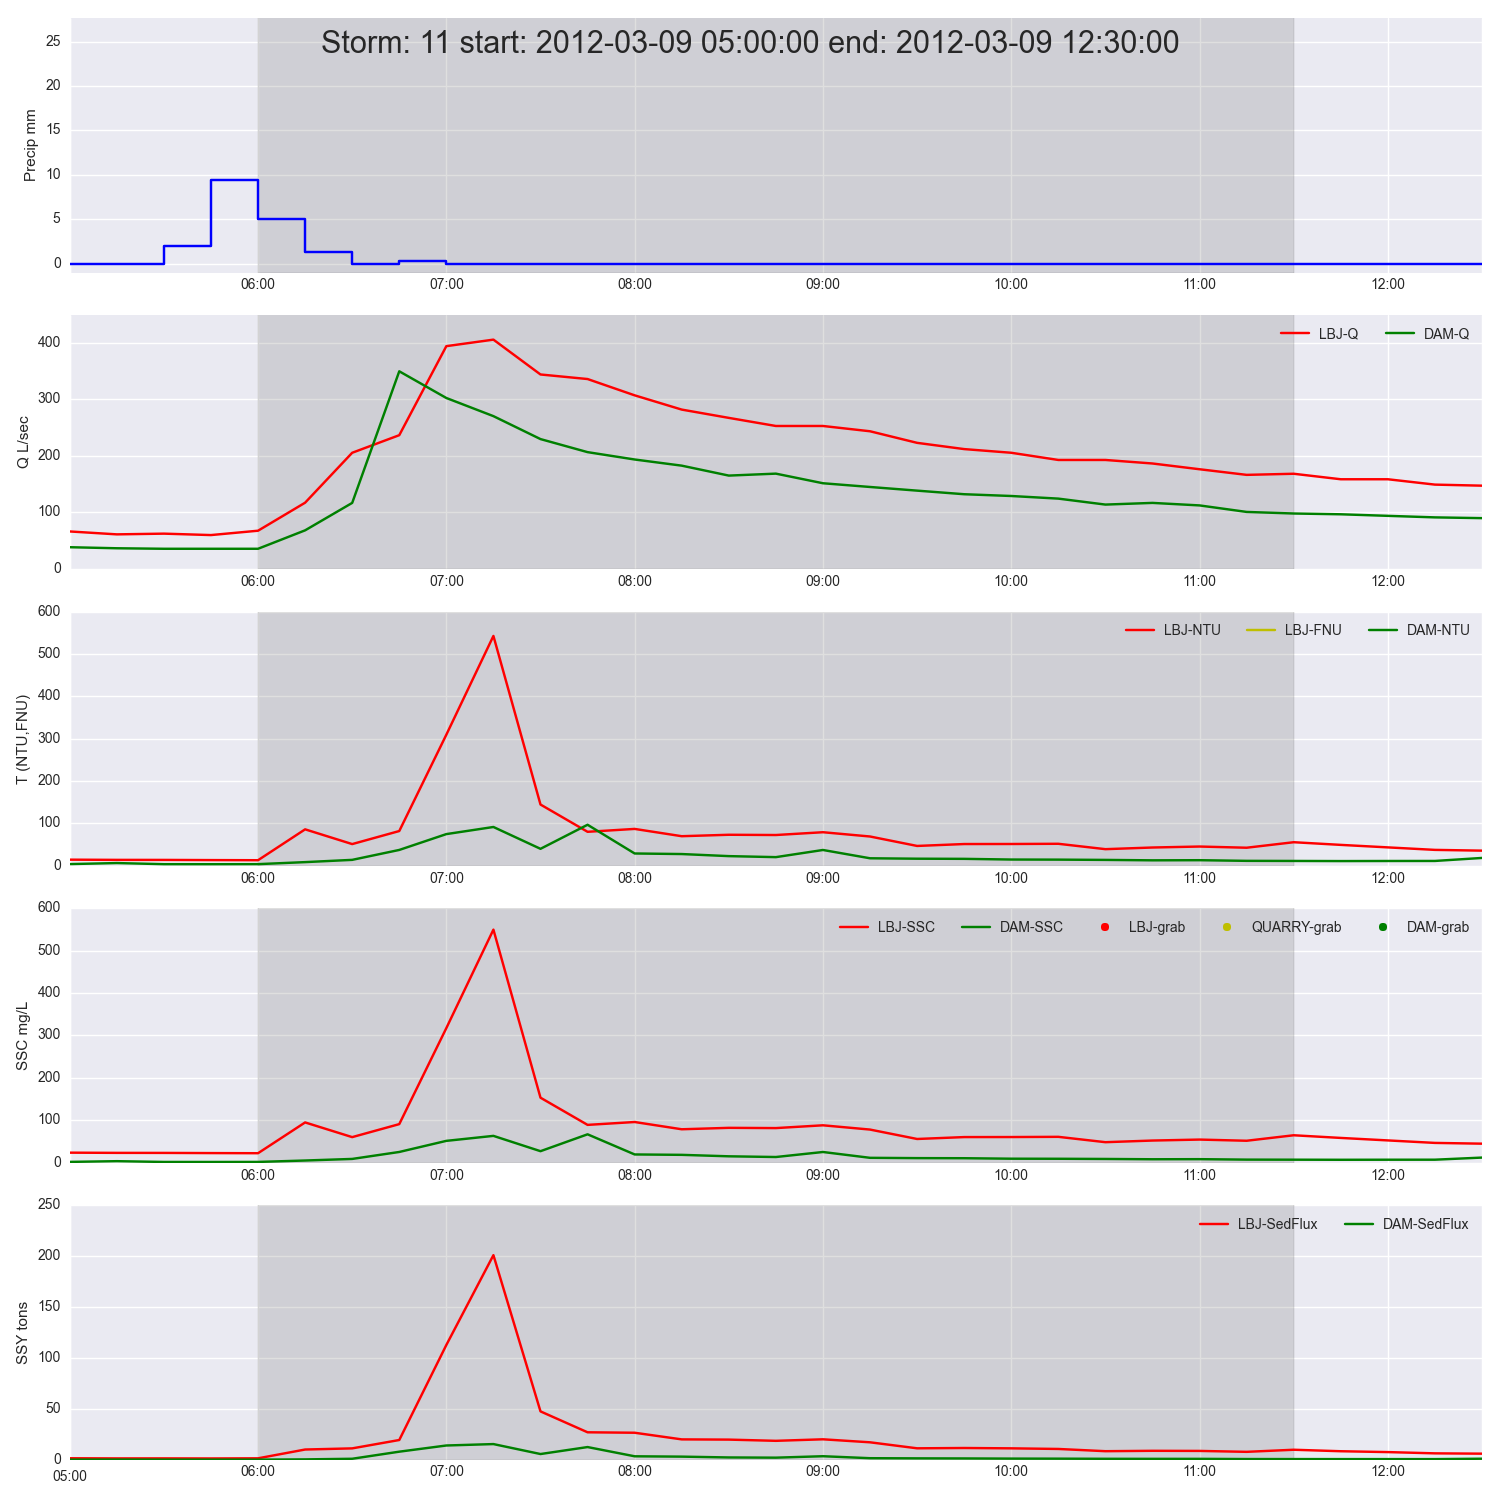 Storm: 11 start: 2012-03-09 05:00:00 end: 2012-03-09 12:30:00
Precip mm
25
20
15
10
5
0
06:00 07:00 08:00 09:00 10:00 11:00 12:00
Q L/sec
LBJ-Q DAM-Q
400
300
200
100
0
06:00 07:00 08:00 09:00 10:00 11:00 12:00
T (NTU,FNU)
LBJ-NTU LBJ-FNU DAM-NTU
600
500
400
300
200
100
0
06:00 07:00 08:00 09:00 10:00 11:00 12:00
SSC mg/L
LBJ-SSC DAM-SSC LBJ-grab QUARRY-grab DAM-grab
600
500
400
300
200
100
0
06:00 07:00 08:00 09:00 10:00 11:00 12:00
SSY tons
LBJ-SedFlux DAM-SedFlux
250
200
150
100
50
0
05:00 06:00 07:00 08:00 09:00 10:00 11:00 12:00